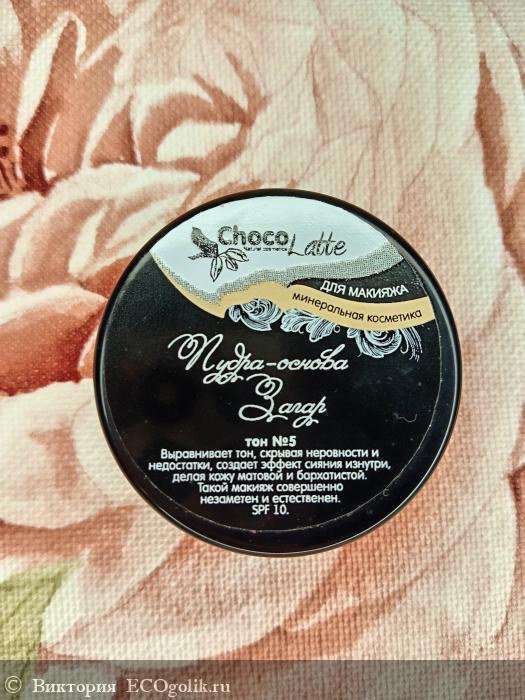 Choco Latte
Natural cosmetics
ДЛЯ МАКИЯЖА
минеральная косметика
Пудра-основа
Загар
тон №5
Выравнивает тон, скрывая неровности и
недостатки, создает эффект сияния изнутри,
делая кожу матовой и бархатистой.
Такой макияж совершенно
незаметен и естественен.
SPF 10.
© Виктория ECOgolik.ru